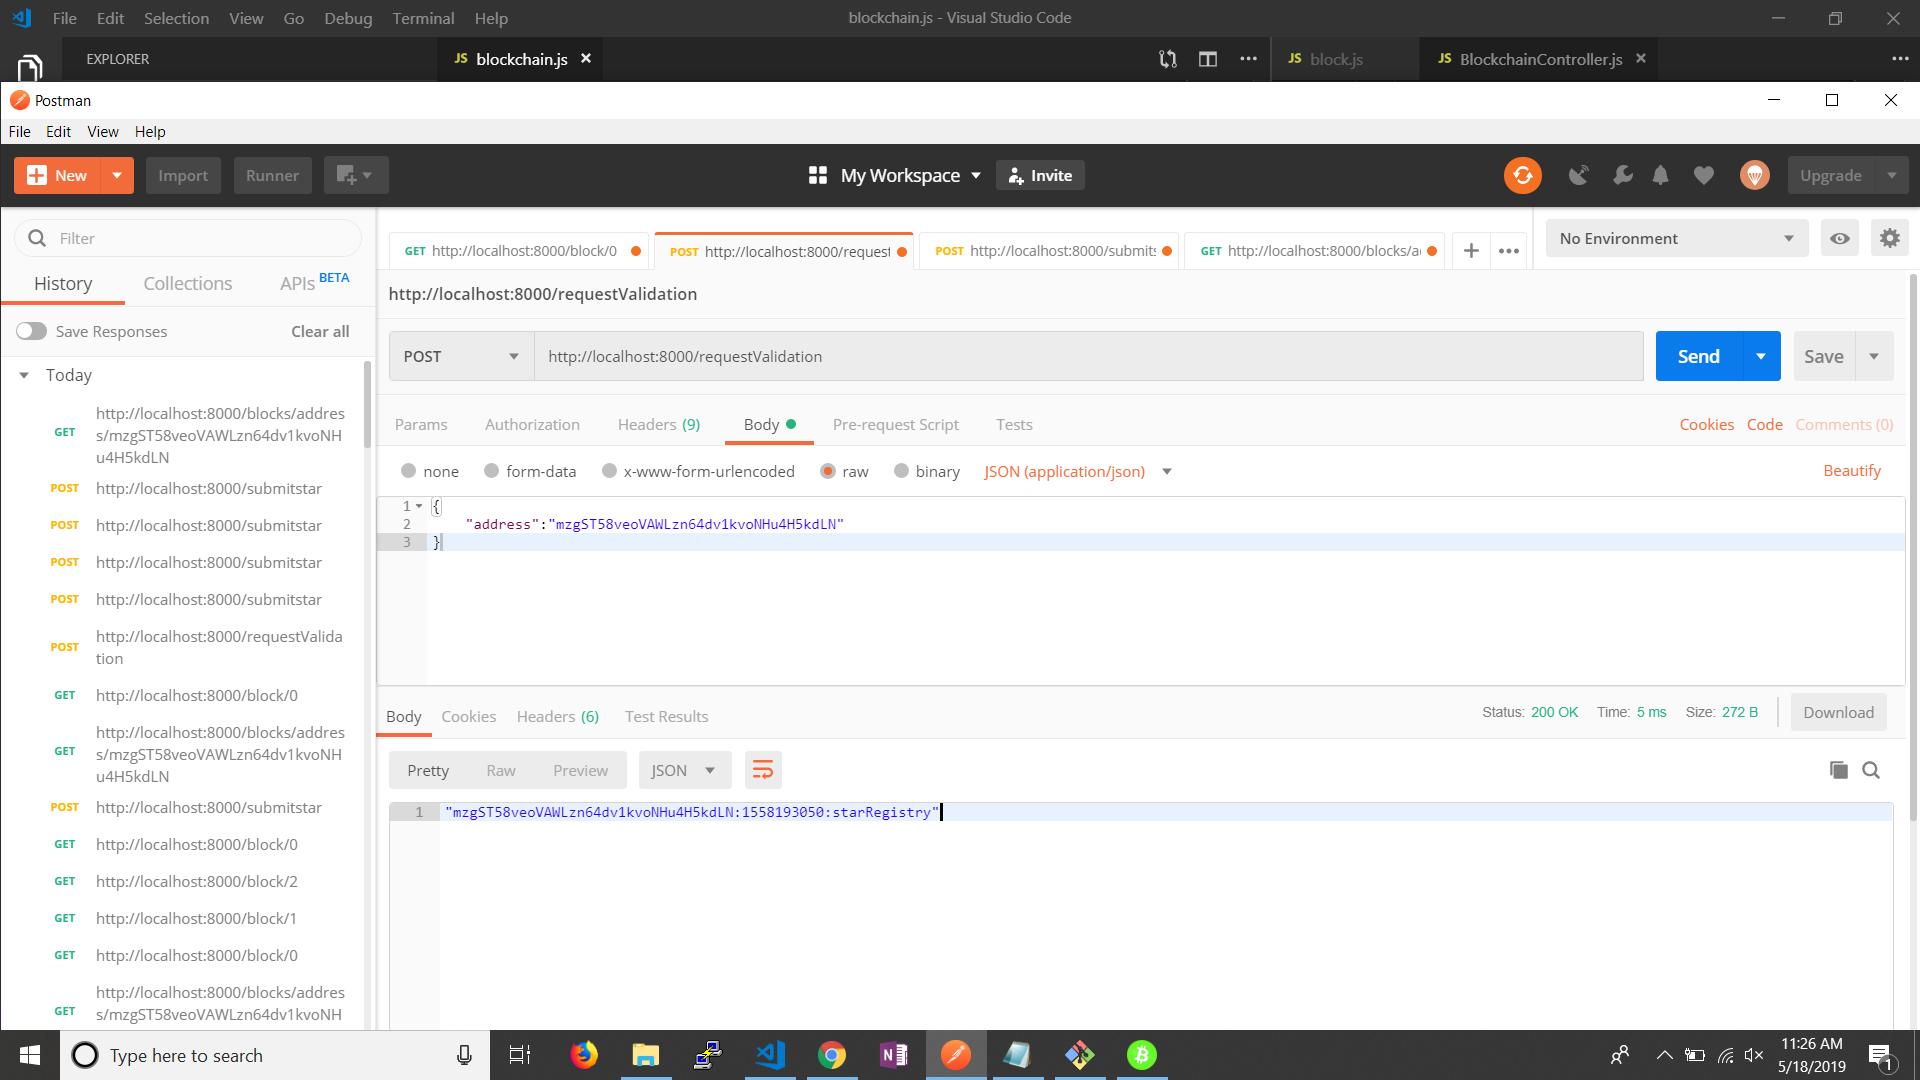 File Edit Selection View Go Debug Terminal Help
blockchain.js - Visual Studio Code
EXPLORER
JS blockchain.js
JS block.js
JS BlockchainController.js
Postman
File Edit View Help
New
Import
Runner
My Workspace
Invite
Upgrade
Filter
History
Collections
APIs BETA
Save Responses
Clear all
Today
GET http://localhost:8000/blocks/addres
s/mzgST58veoVAWLzn64dv1kvoNH
u4H5kdLN
POST http://localhost:8000/submitstar
POST http://localhost:8000/submitstar
POST http://localhost:8000/submitstar
POST http://localhost:8000/submitstar
POST http://localhost:8000/requestValida
tion
GET http://localhost:8000/block/0
GET http://localhost:8000/blocks/addres
s/mzgST58veoVAWLzn64dv1kvoNH
u4H5kdLN
POST http://localhost:8000/submitstar
GET http://localhost:8000/block/0
GET http://localhost:8000/block/2
GET http://localhost:8000/block/1
GET http://localhost:8000/block/0
GET http://localhost:8000/blocks/addres
s/mzgST58veoVAWLzn64dv1kvoNH
GET http://localhost:8000/block/0
POST http://localhost:8000/request
POST http://localhost:8000/submits
GET http://localhost:8000/blocks/a
No Environment
http://localhost:8000/requestValidation
POST
http://localhost:8000/requestValidation
Send
Save
Params Authorization Headers (9) Body Pre-request Script Tests
Cookies Code Comments (0)
none form-data x-www-form-urlencoded raw binary JSON (application/json)
Beautify
1 {
2 "address":"mzgST58veoVAWLzn64dv1kvoNHu4H5kdLN"
3 }
Body Cookies Headers (6) Test Results
Status: 200 OK Time: 5 ms Size: 272 B
Download
Pretty Raw Preview JSON
1 "mzgST58veoVAWLzn64dv1kvoNHu4H5kdLN:1558193050:starRegistry"
Type here to search
N
11:26 AM
5/18/2019
1